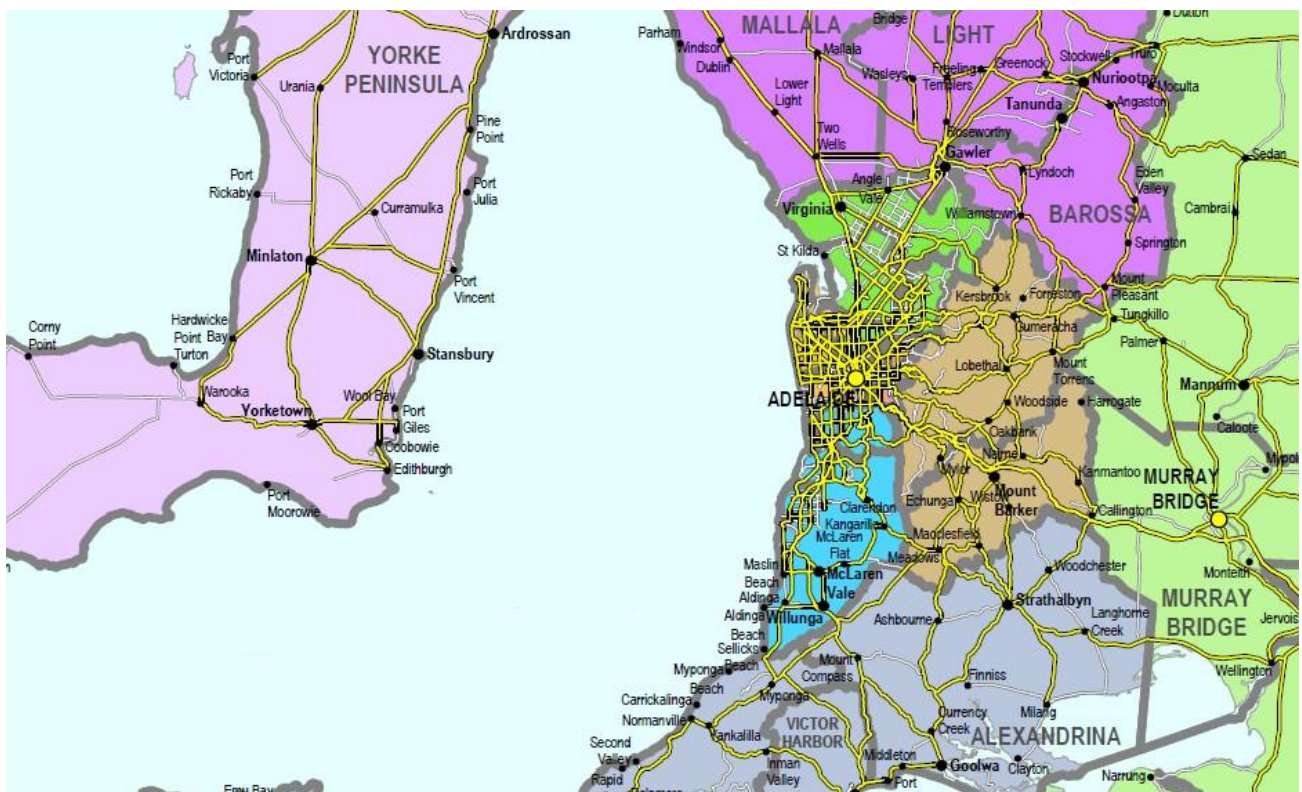 Ardrossan
YORKE
PENINSULA
Port
Victoria
Urania
Pine
Point
Port
Rickaby
Port
Julia
Curramulka
Minlaton
Port
Vincent
Hardwicke
Bay
Corny
Point
Point
Turton
Stansbury
Warooka
Wool Bay
Yorketown
Port
Giles
Coobowie
Edithburgh
Port
Moorowie
MALLALA
Bridge
LIGHT
Dutton
Parham
Windsor
Dublin
Mallala
Wasleys
Freeling
Templers
Greenock
Stockwell
Truro
Nuriootpa
Moculta
Lower
Light
Tanunda
Angaston
Two
Wells
Roseworthy
Gawler
Sedan
Angle
Vale
Lyndoch
Eden
Valley
Virginia
Williamstown
BAROSSA
Cambrai
St Kilda
Springton
Kersbrook
Forreston
Mount
Pleasant
Gumeracha
Tungkillo
Palmer
Lobethal
Mount
Torrens
Mannum
ADELAIDE
Woodside
Harrogate
Caloote
Oakbank
Nairne
Mylor
Kanmantoo
Mypolo
MURRAY
BRIDGE
Echunga
Wistow
Mount
Barker
Callington
Clarendon
Kangarilla
McLaren
Flat
Macclesfield
Meadows
Woodchester
Monteith
Maslin
Beach
McLaren
Vale
Aldinga
Strathalbyn
MURRAY
BRIDGE
Aldinga
Beach
Willunga
Ashbourne
Langhorne
Creek
Jervois
Sellicks
Beach
Wellington
Myponga
Beach
Mount
Compass
Finniss
Carrickalinga
Myponga
Normanville
Milang
VICTOR
HARBOR
Currency
Creek
ALEXANDRINA
Yankalilla
Second
Valley
Inman
Valley
Middleton
Goolwa
Clayton
Rapid
Port
Narrung
Emu Bay